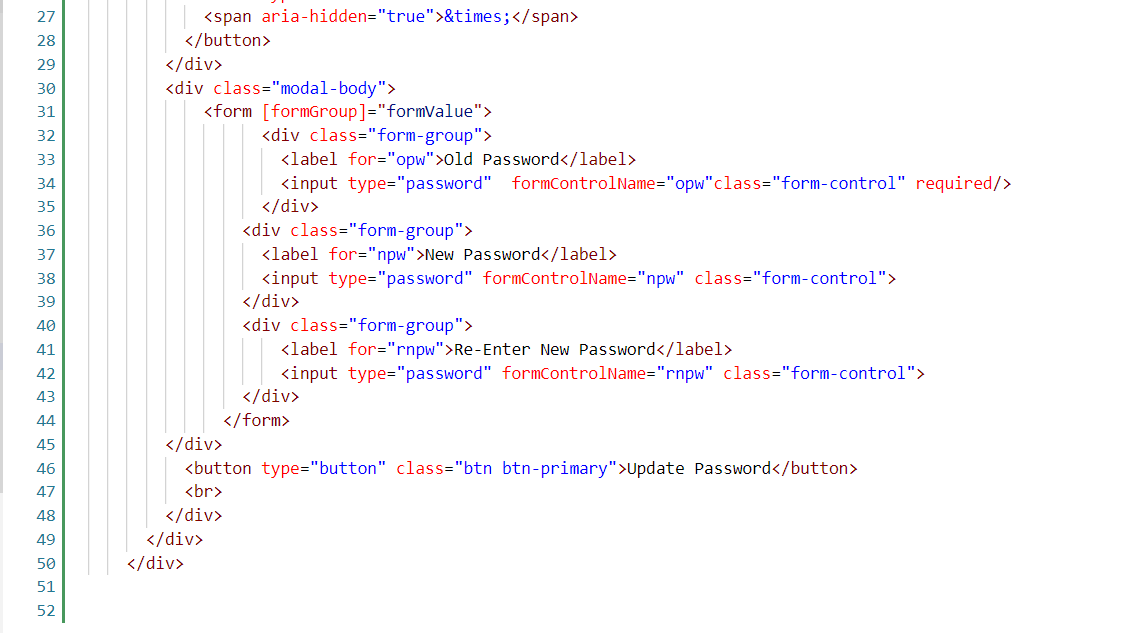 27 <span aria-hidden="true">&times;</span>
28 </button>
29 </div>
30 <div class="modal-body">
31 <form [formGroup]="formValue">
32 <div class="form-group">
33 <label for="opw">Old Password</label>
34 <input type="password"  formControlName="opw"class="form-control" required/>
35 </div>
36 <div class="form-group">
37 <label for="npw">New Password</label>
38 <input type="password" formControlName="npw" class="form-control">
39 </div>
40 <div class="form-group">
41 <label for="rnpw">Re-Enter New Password</label>
42 <input type="password" formControlName="rnpw" class="form-control">
43 </div>
44 </form>
45 </div>
46 <button type="button" class="btn btn-primary">Update Password</button>
47 <br>
48 </div>
49 </div>
50 </div>
51
52